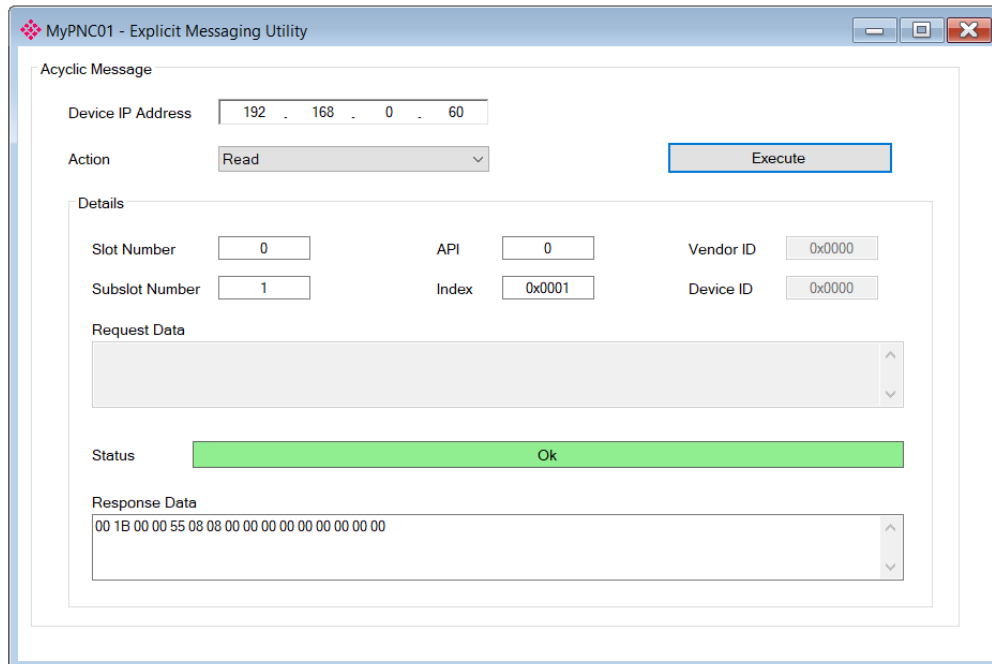 MyPNC01 - Explicit Messaging Utility
Acyclic Message
Device IP Address 192 . 168 . 0 . 60
Action Read Execute
Details
Slot Number 0 API 0 Vendor ID 0x0000
Subslot Number 1 Index 0x0001 Device ID 0x0000
Request Data
Status Ok
Response Data
00 1B 00 00 55 08 08 00 00 00 00 00 00 00 00 00